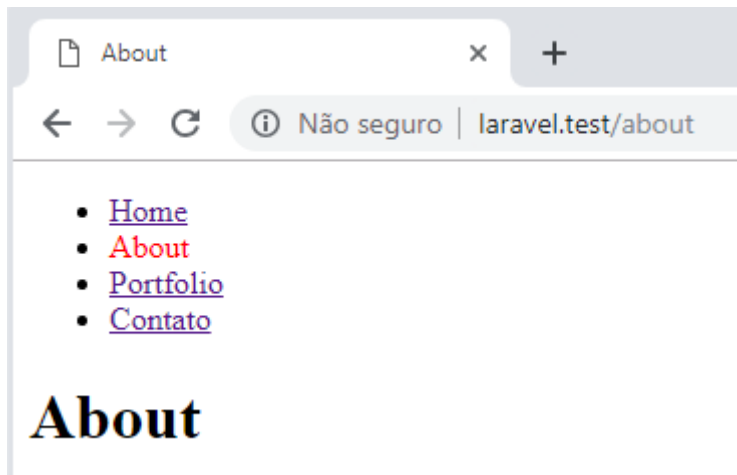 About
Não seguro | laravel.test/about
Home
About
Portfolio
Contato
About